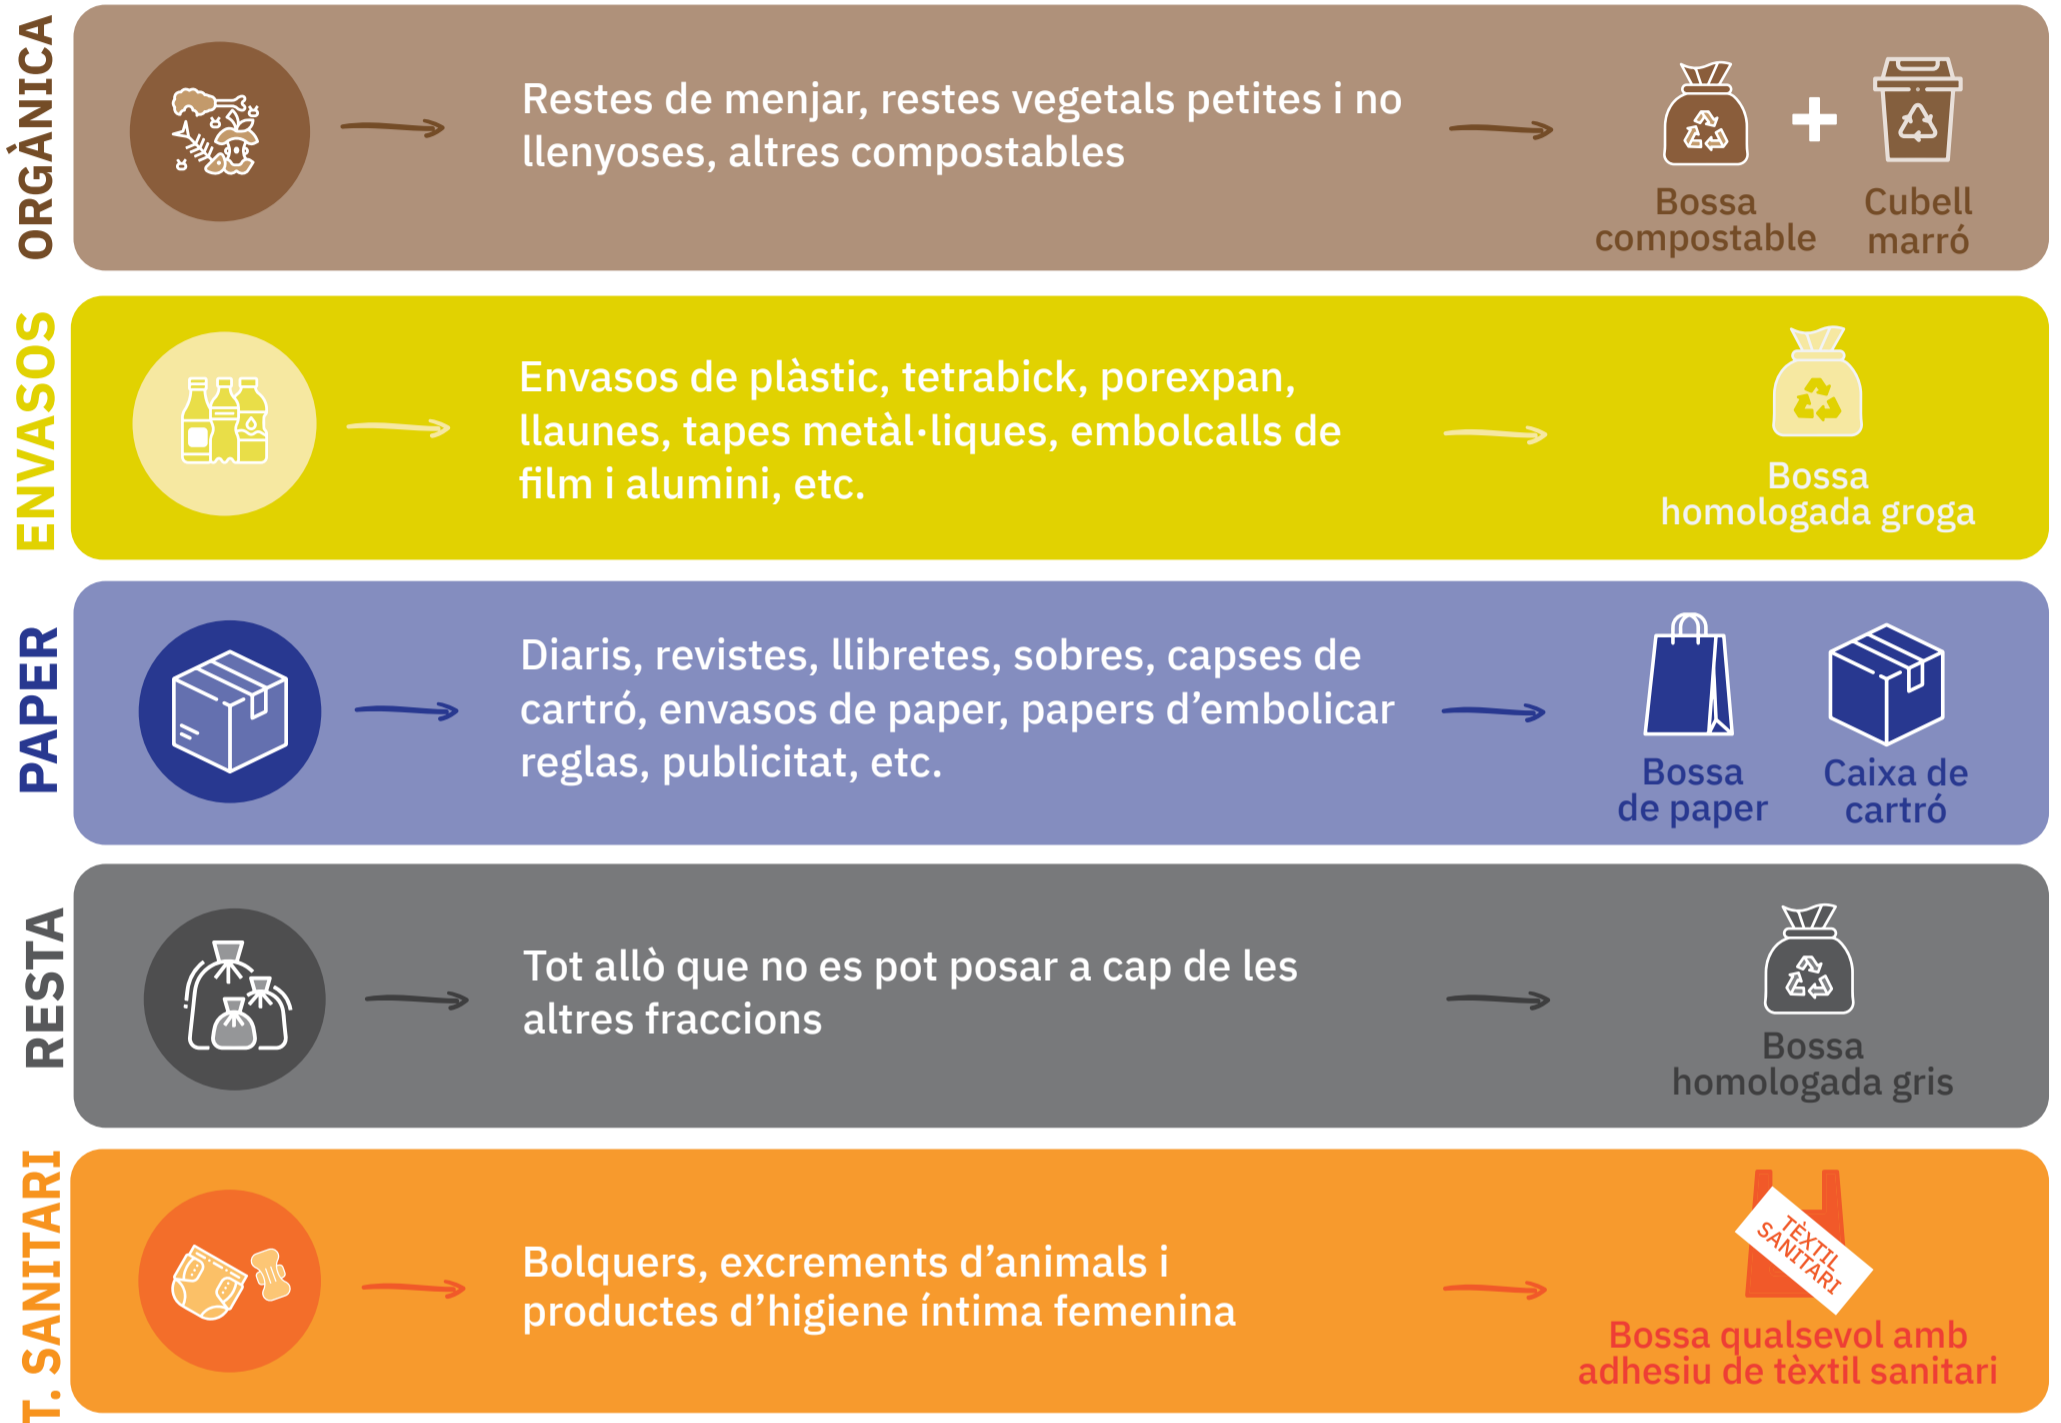 ORGÀNICA
Restes de menjar, restes vegetals petites i no
llenyoses, altres compostables
Bossa
compostable
Cubell
marró
ENVASOS
Envasos de plàstic, tetrabick, porexpan,
llaunes, tapes metàl·liques, embolcalls de
film i alumini, etc.
Bossa
homologada groga
PAPER
Diaris, revistes, llibretes, sobres, capses de
cartró, envasos de paper, papers d’embolicar
reglas, publicitat, etc.
Bossa
de paper
Caixa de
cartró
RESTA
Tot allò que no es pot posar a cap de les
altres fraccions
Bossa
homologada gris
T. SANITARI
Bolquers, excrements d’animals i
productes d’higiene íntima femenina
TÈXTIL
SANITARI
Bossa qualsevol amb
adhesiu de tèxtil sanitari